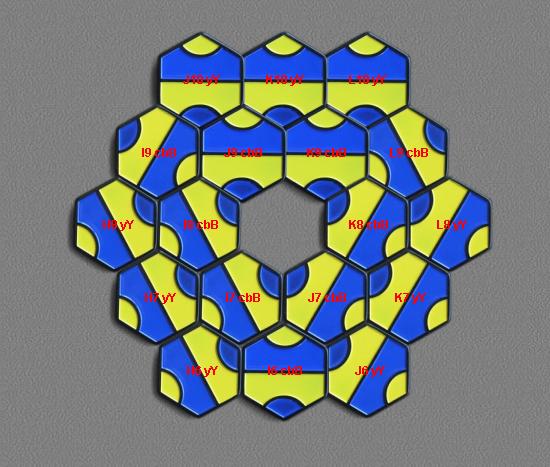 J10 yY K10 yY L10 yY
I9 cbB J9 cbB K9 cbB L9 cbB
H8 yY I8 cbB K8 cbB L8 yY
H7 yY I7 cbB J7 cbB K7 yY
H6 yY I6 cbB J6 yY